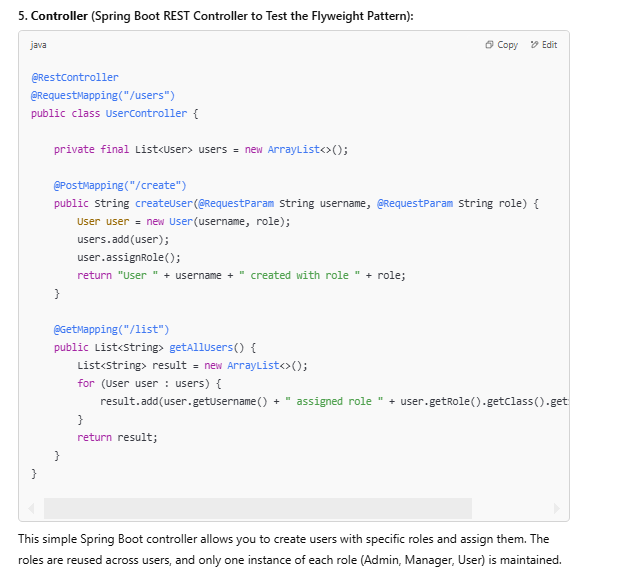 5. Controller (Spring Boot REST Controller to Test the Flyweight Pattern):
java
Copy
Edit
@RestController
@RequestMapping("/users")
public class UserController {
private final List<User> users = new ArrayList<>();
@PostMapping("/create")
public String createUser(@RequestParam String username, @RequestParam String role) {
User user = new User(username, role);
users.add(user);
user.assignRole();
return "User " + username + " created with role " + role;
}
@GetMapping("/list")
public List<String> getAllUsers() {
List<String> result = new ArrayList<>();
for (User user : users) {
result.add(user.getUsername() + " assigned role " + user.getRole().getClass().get
}
return result;
}
}
This simple Spring Boot controller allows you to create users with specific roles and assign them. The
roles are reused across users, and only one instance of each role (Admin, Manager, User) is maintained.